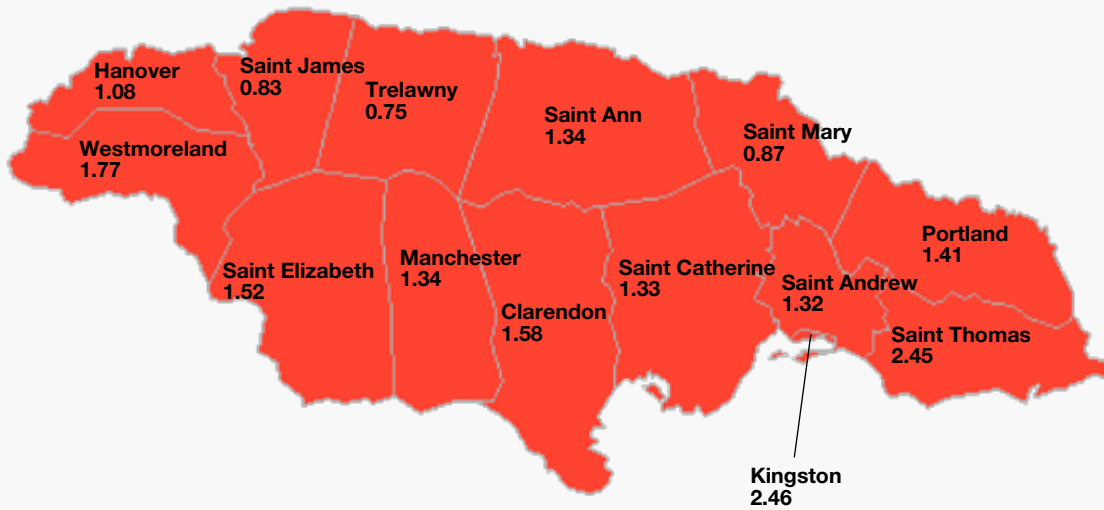 Hanover
1.08
Saint James
0.83
Trelawny
0.75
Saint Ann
1.34
Saint Mary
0.87
Westmoreland
1.77
Saint Elizabeth
1.52
Manchester
1.34
Clarendon
1.58
Saint Catherine
1.33
Saint Andrew
1.32
Portland
1.41
Saint Thomas
2.45
Kingston
2.46